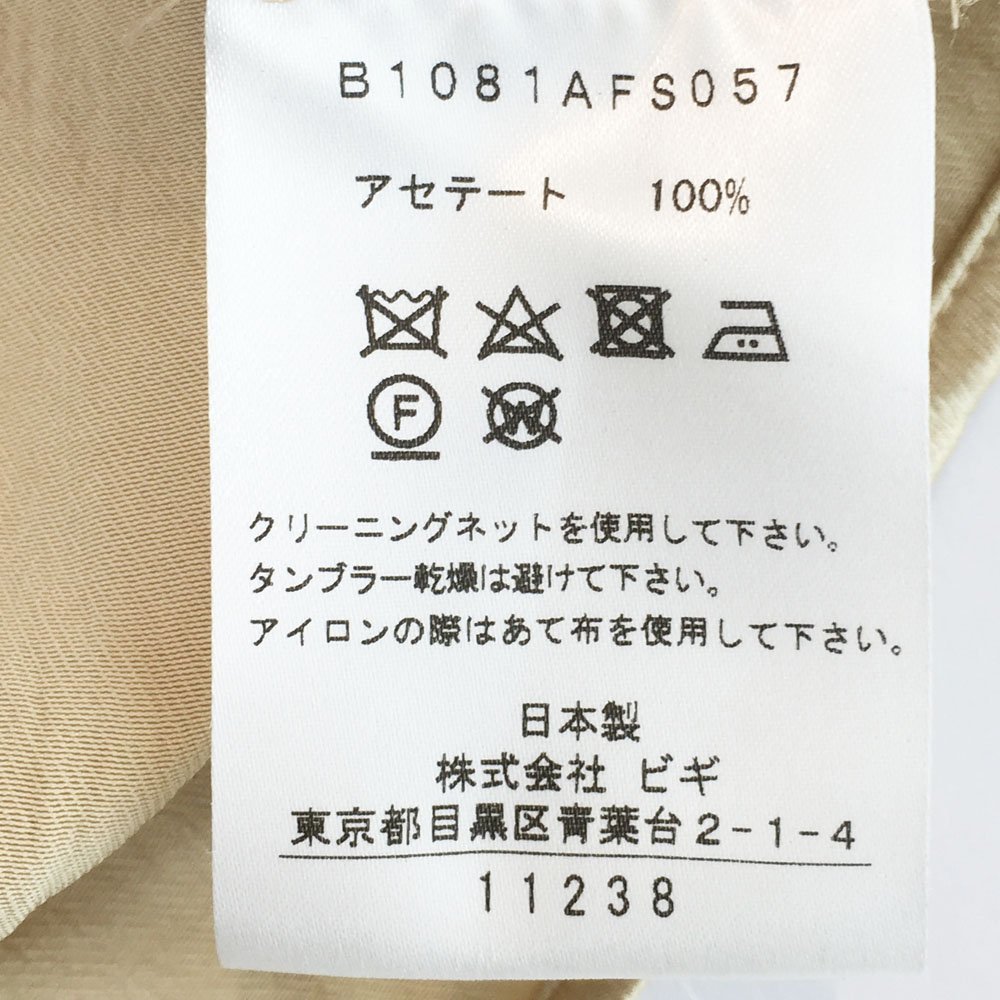 B1081AFS057
アセテート 100%
F
W
クリーニングネットを使用して下さい。
タンブラー乾燥は避けて下さい。
アイロンの際はあて布を使用して下さい。
日本製
株式会社 ビギ
東京都目黒区青葉台2-1-4
11238